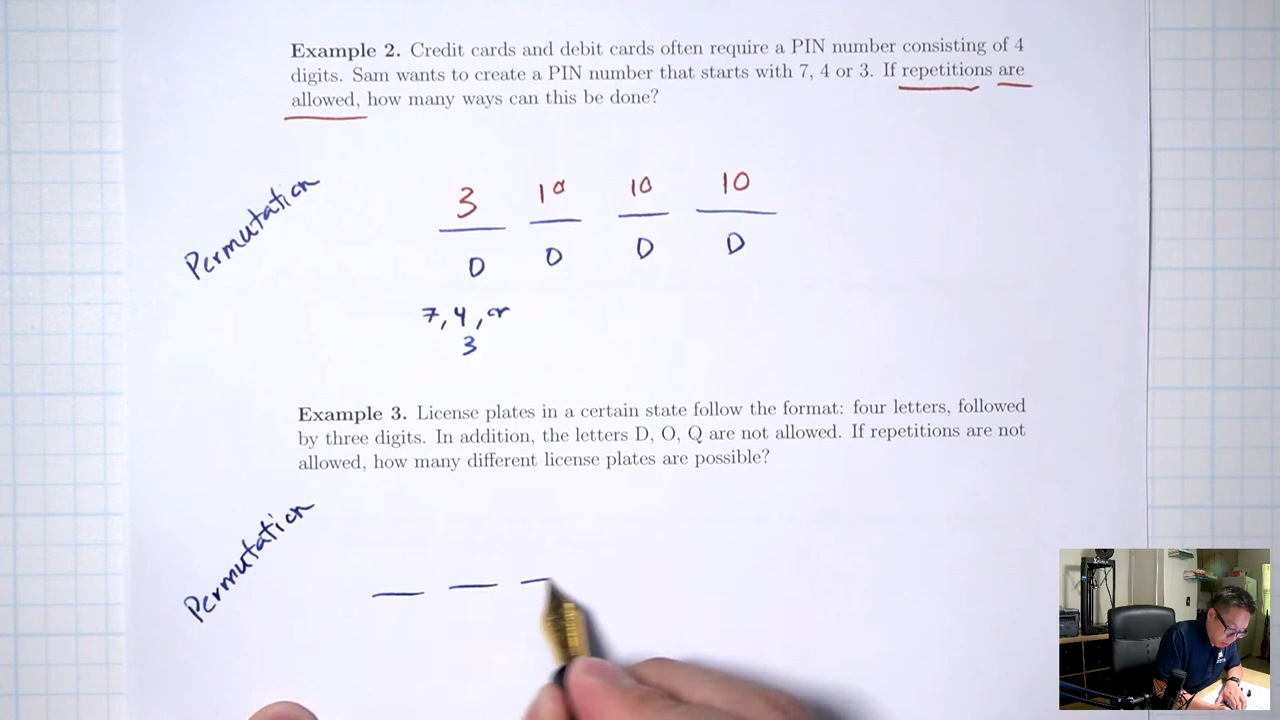 Example 2. Credit cards and debit cards often require a PIN number consisting of 4
digits. Sam wants to create a PIN number that starts with 7, 4 or 3. If repetitions are
allowed, how many ways can this be done?
Permutation
3 10 10 10
D D D D
7, 4, or
3
Example 3. License plates in a certain state follow the format: four letters, followed
by three digits. In addition, the letters D, O, Q are not allowed. If repetitions are not
allowed, how many different license plates are possible?
Permutation